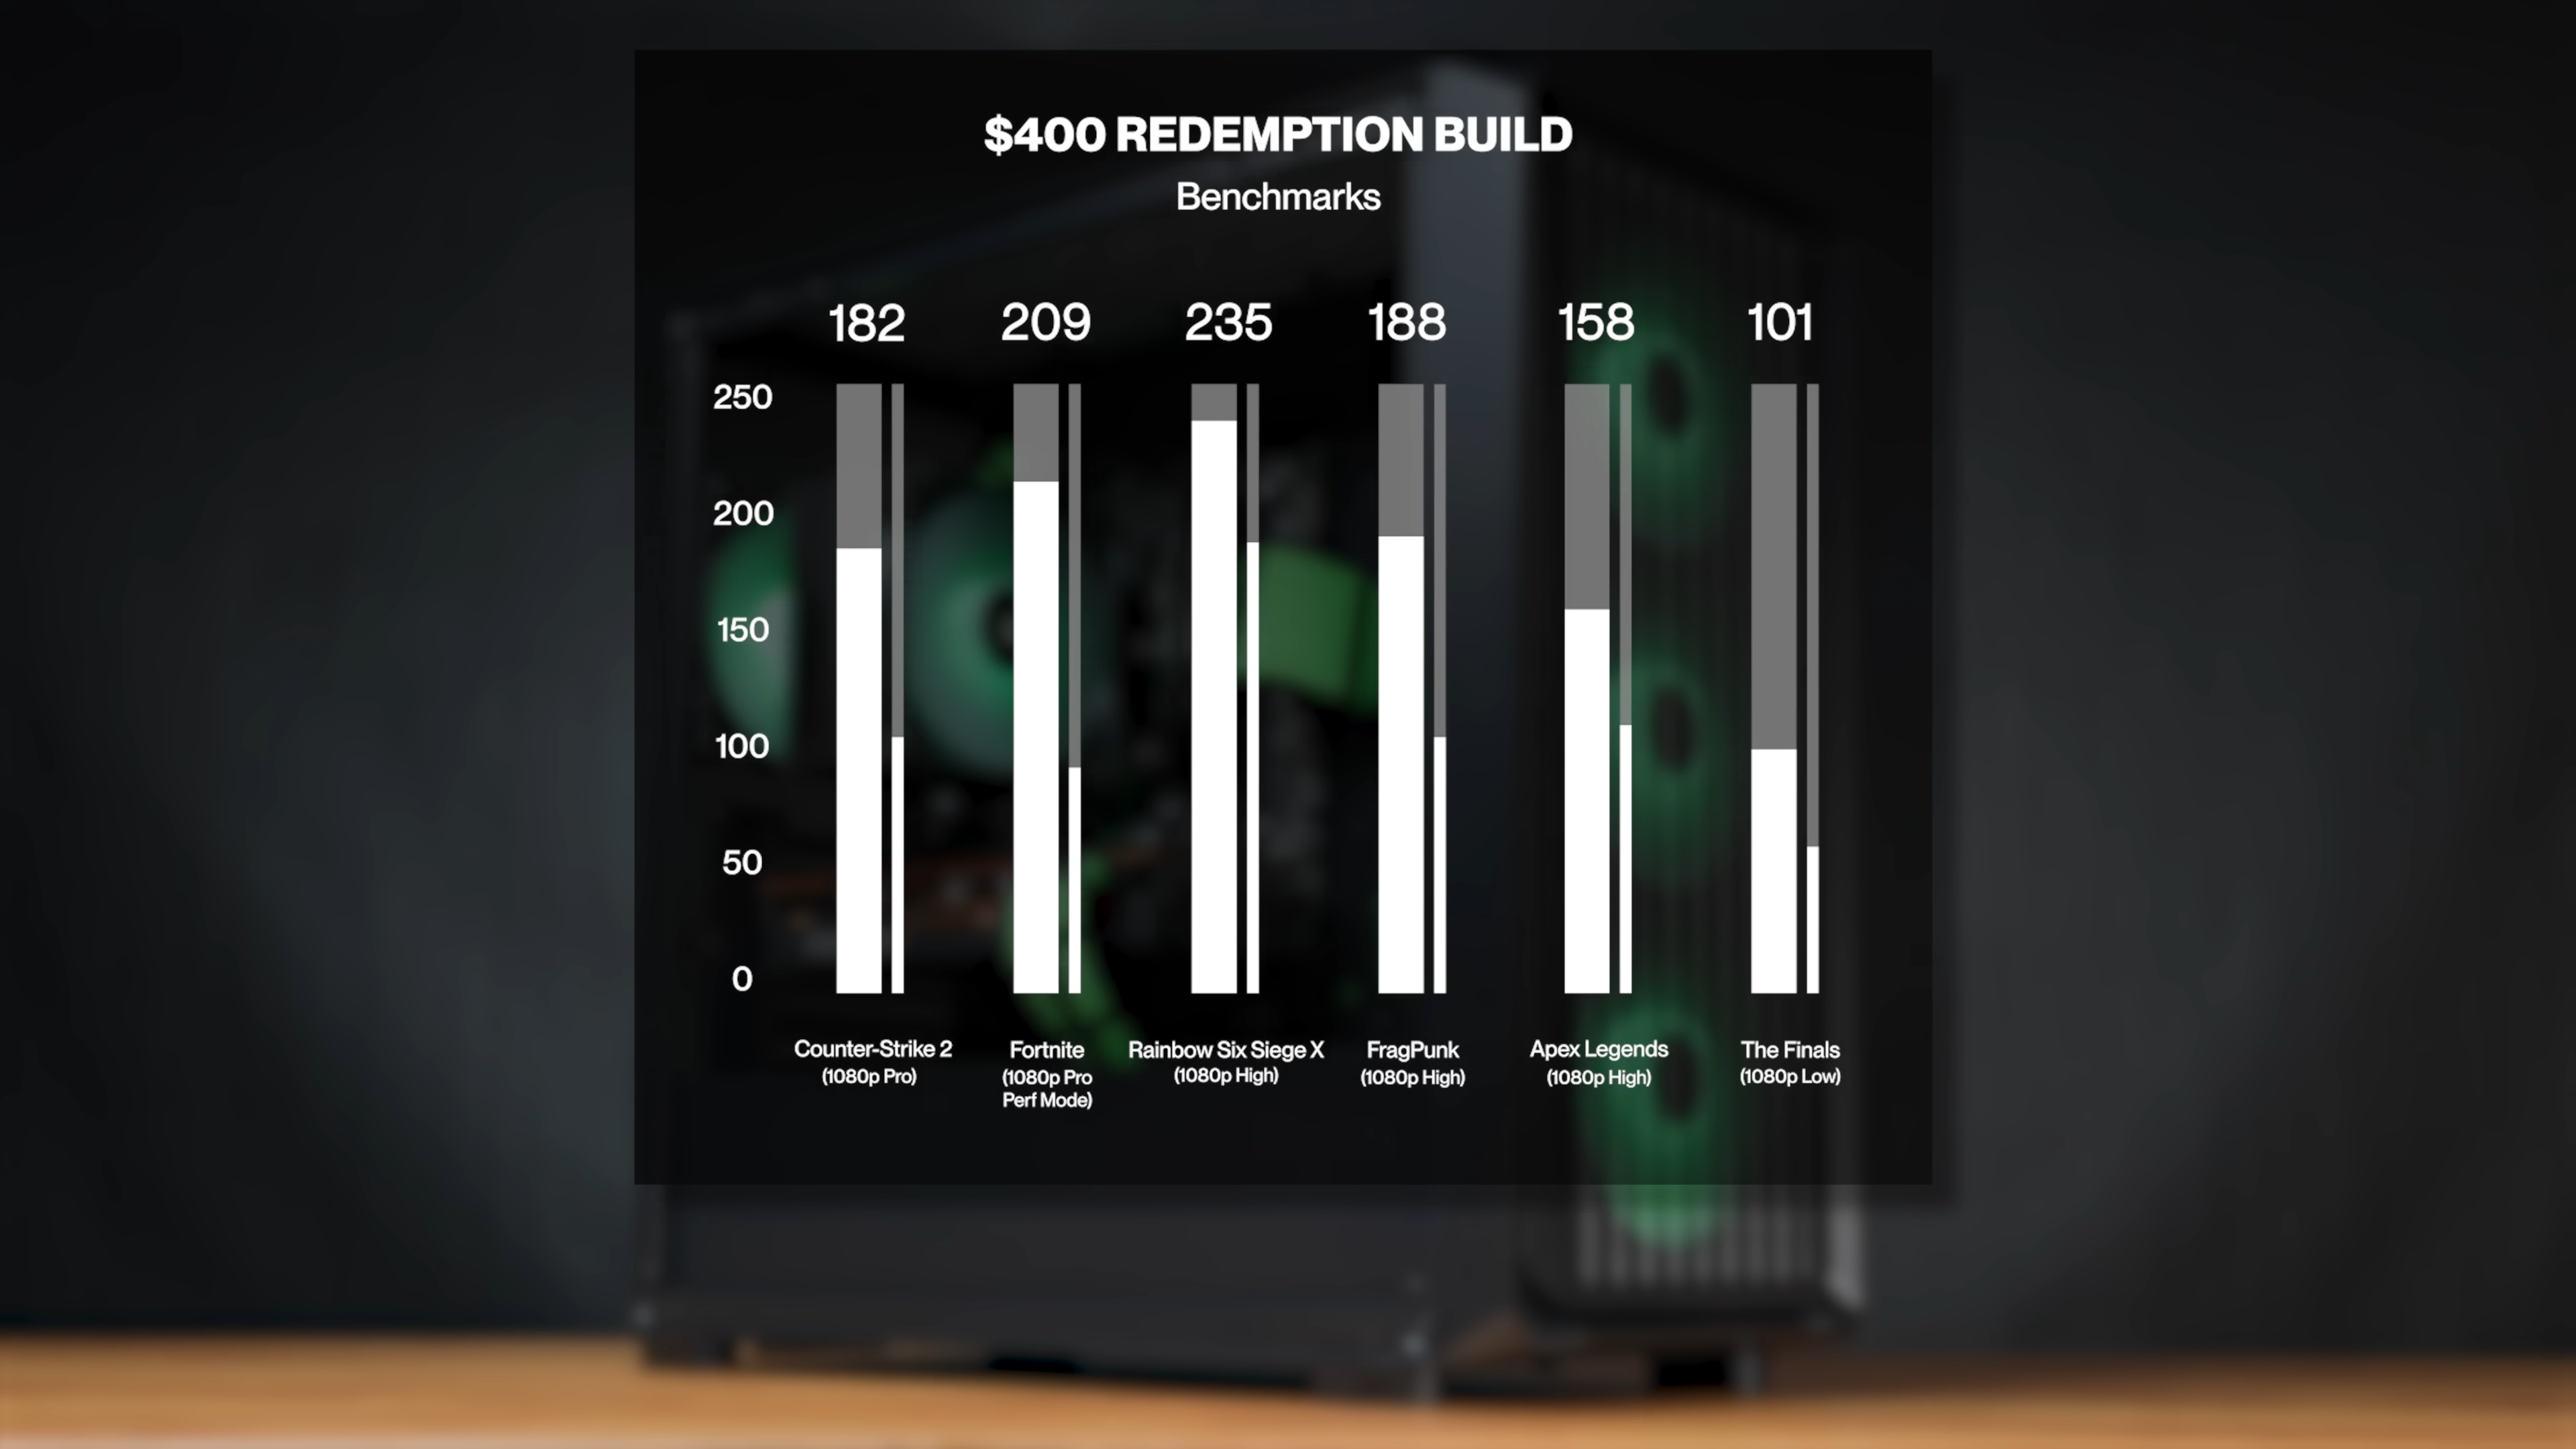 $400 REDEMPTION BUILD
Benchmarks
182 209 235 188 158 101
250
200
150
100
50
0
Counter-Strike 2
(1080p Pro)
Fortnite
(1080p Pro
Perf Mode)
Rainbow Six Siege X
(1080p High)
FragPunk
(1080p High)
Apex Legends
(1080p High)
The Finals
(1080p Low)